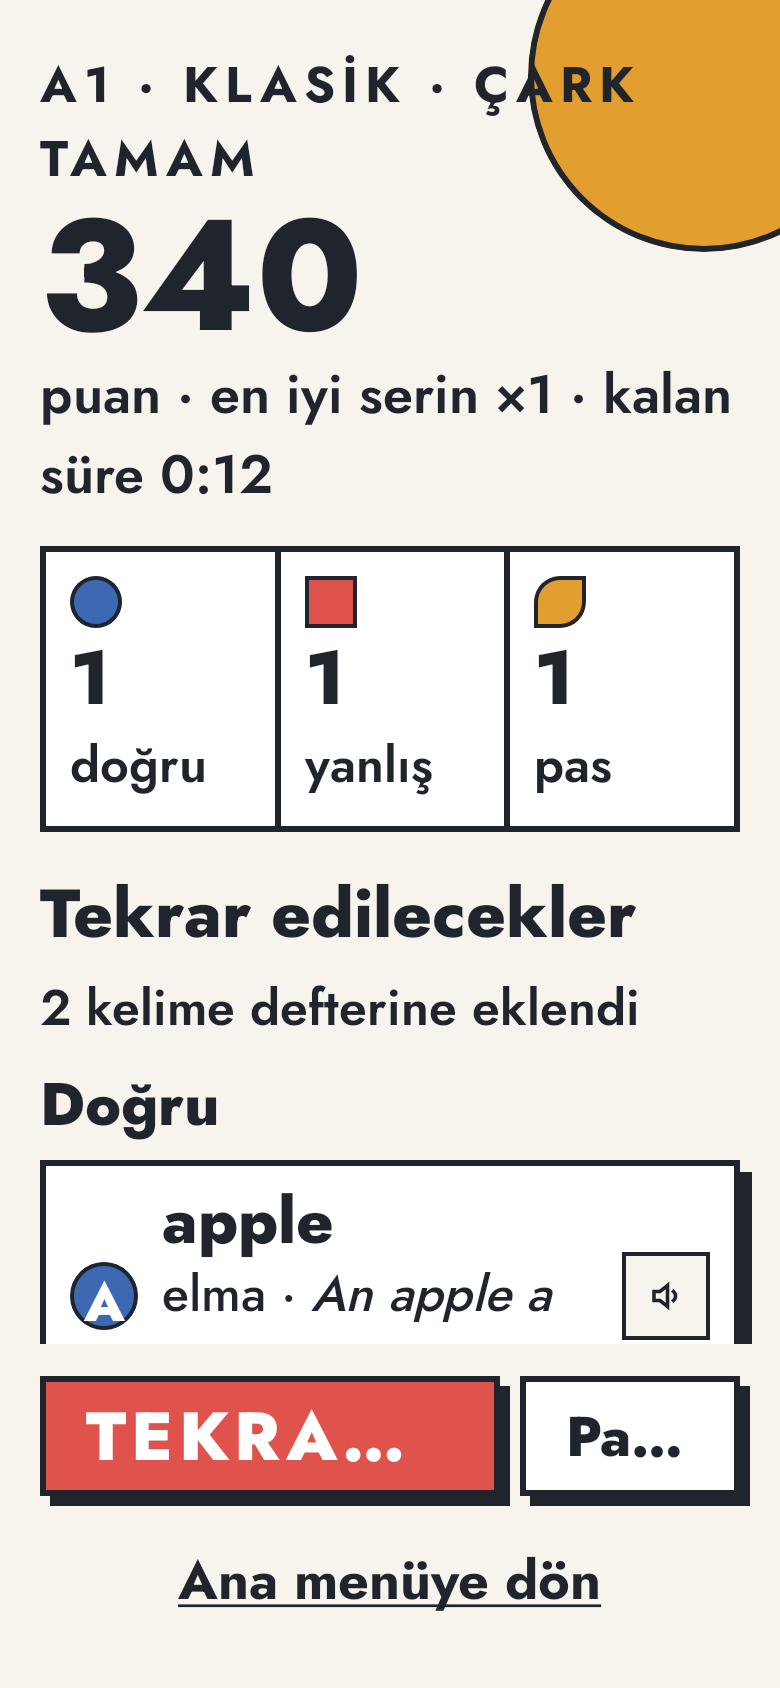 A1 · KLASİK · ÇARK
TAMAM
340
puan · en iyi serin ×1 · kalan
süre 0:12
1
doğru
1
yanlış
1
pas
Tekrar edilecekler
2 kelime defterine eklendi
Doğru
apple
A
elma · An apple a
TEKRA...
Pa...
Ana menüye dön